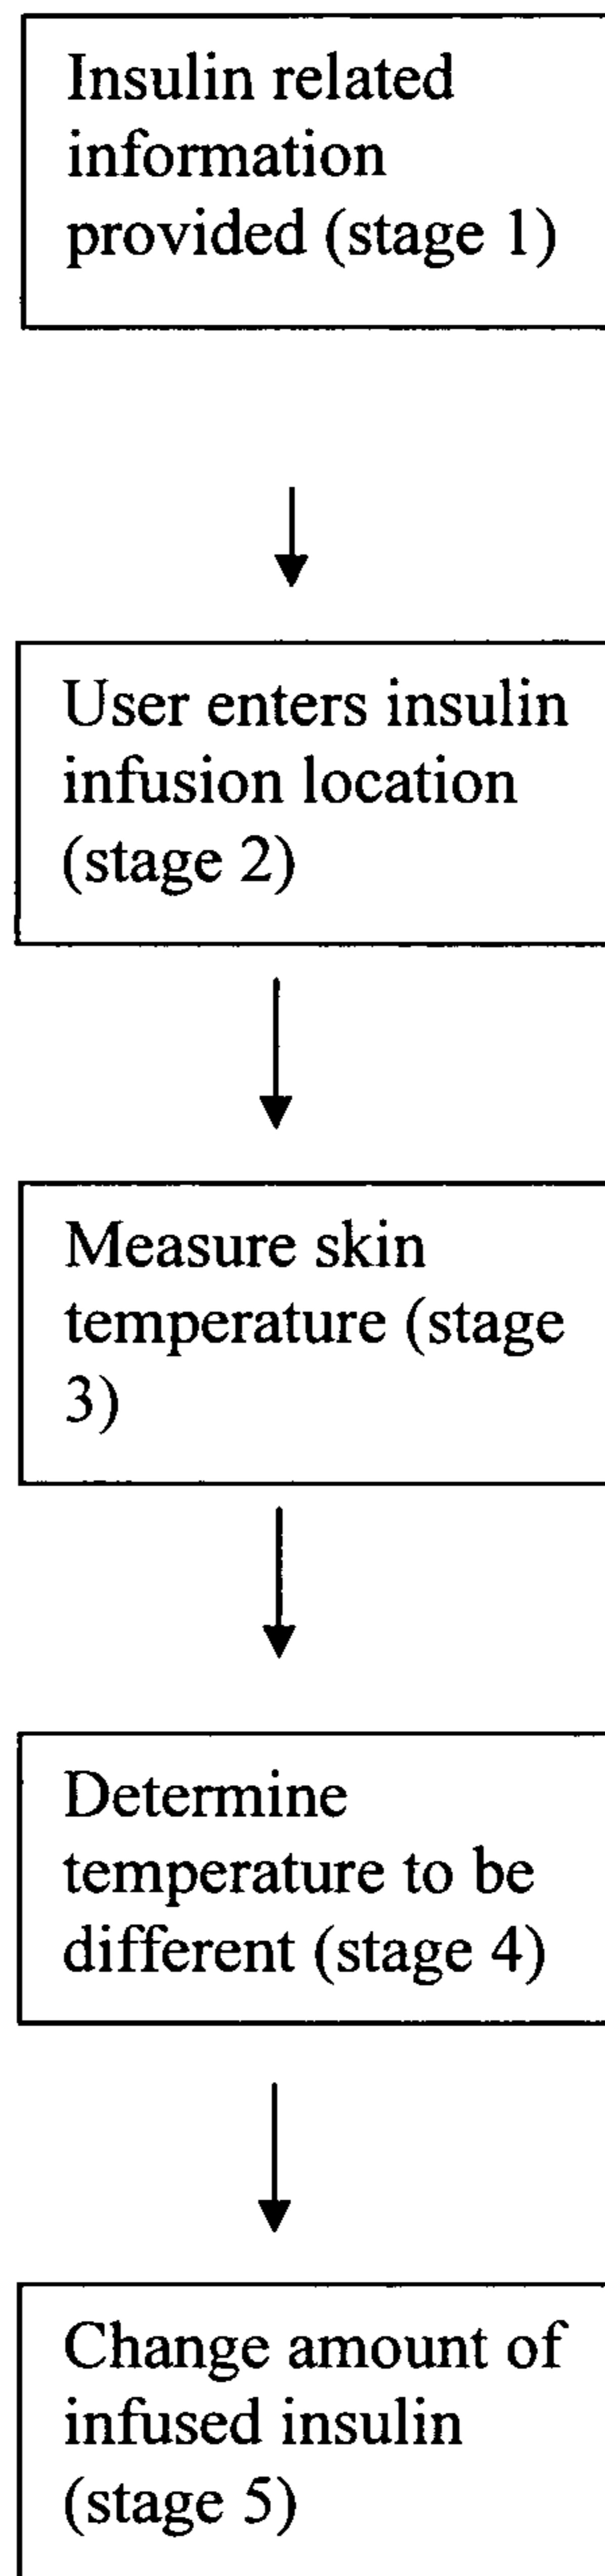 Insulin related
information
provided (stage 1)
User enters insulin
infusion location
(stage 2)
Measure skin
temperature (stage
3)
Determine
temperature to be
different (stage 4)
Change amount of
infused insulin
(stage 5)